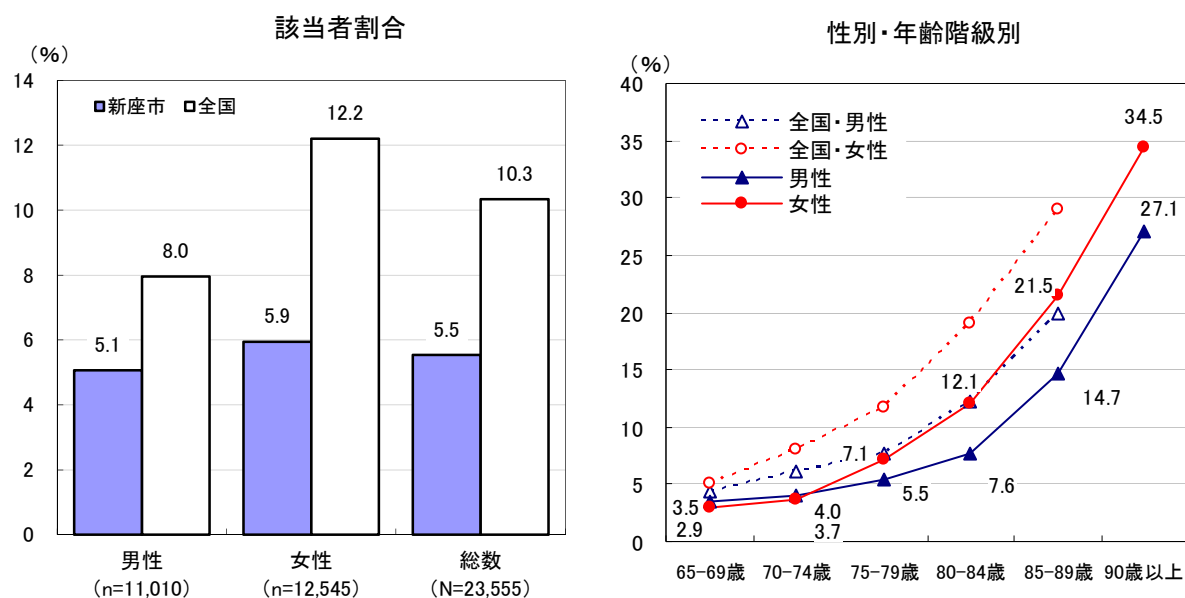 該当者割合
(%)
14
12
10
8
6
4
2
0
■新座市 □全国
5.1
8.0
5.9
12.2
5.5
10.3
男性
(n=11,010)
女性
(n=12,545)
総数
(N=23,555)
性別・年齢階級別
(%)
40
35
30
25
20
15
10
5
0
全国・男性
全国・女性
男性
女性
34.5
27.1
21.5
14.7
12.1
7.6
7.1
5.5
4.0
3.7
3.5
2.9
65-69歳 70-74歳 75-79歳 80-84歳 85-89歳 90歳以上